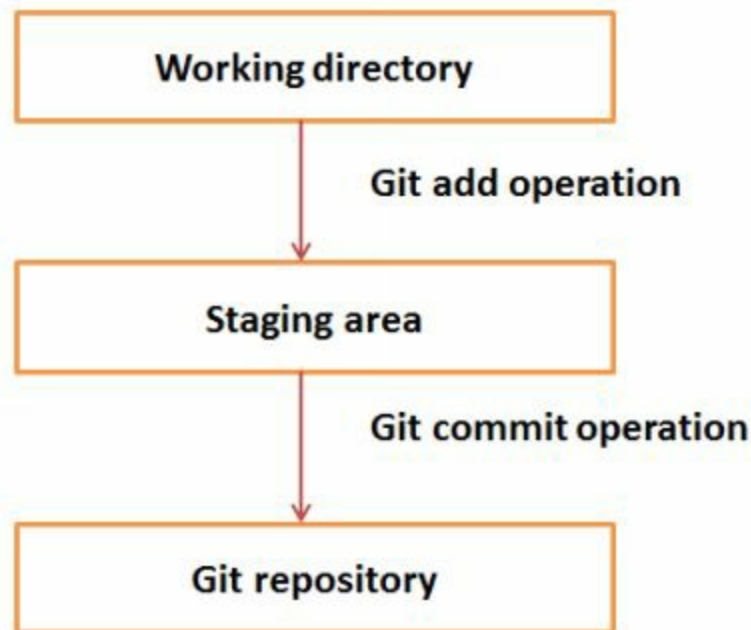 Working directory
Git add operation
Staging area
Git commit operation
Git repository